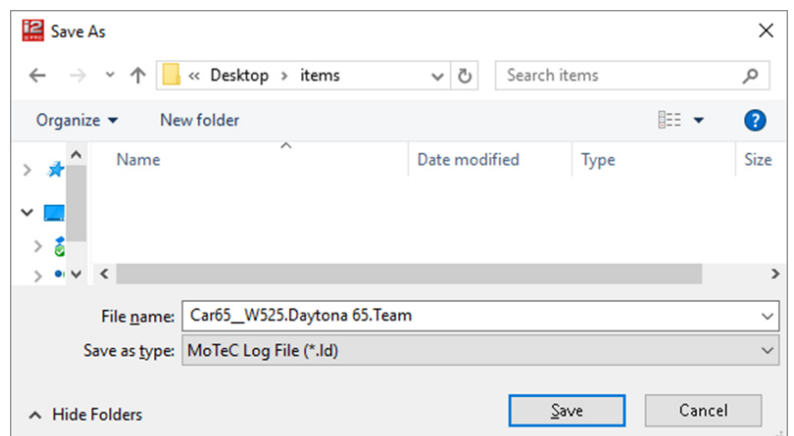 Save As
« Desktop › items
Search items
Organize
New folder
Name
Date modified
Type
Size
File name: Car65__W525.Daytona 65.Team
Save as type: MoTeC Log File (*.ld)
Hide Folders
Save
Cancel